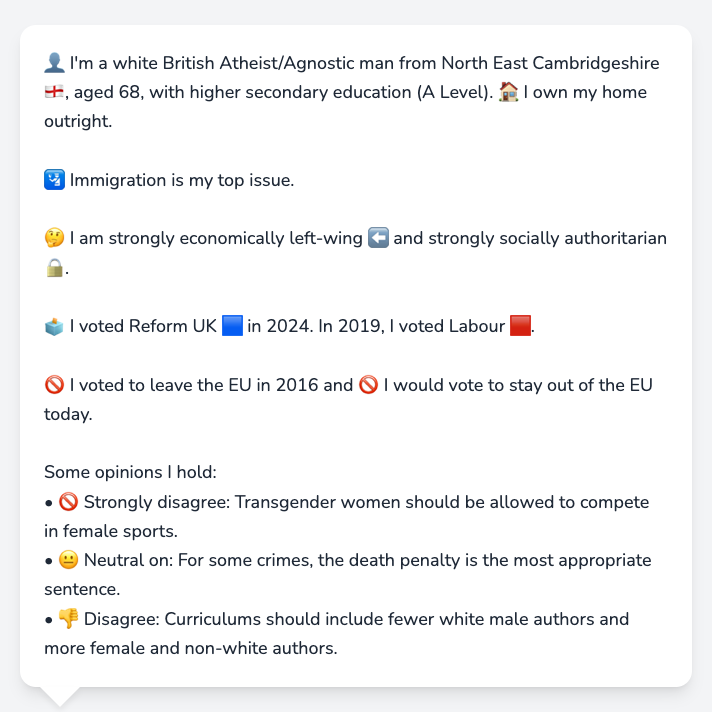 👤 I'm a white British Atheist/Agnostic man from North East Cambridgeshire
🏴󠁧󠁢󠁥󠁮󠁧󠁿, aged 68, with higher secondary education (A Level). 🏠 I own my home
outright.
🛂 Immigration is my top issue.
🤔 I am strongly economically left-wing ⬅️ and strongly socially authoritarian
🔒.
🗳️ I voted Reform UK 🟦 in 2024. In 2019, I voted Labour 🟥.
🚫 I voted to leave the EU in 2016 and 🚫 I would vote to stay out of the EU
today.
Some opinions I hold:
• 🚫 Strongly disagree: Transgender women should be allowed to compete
in female sports.
• 😐 Neutral on: For some crimes, the death penalty is the most appropriate
sentence.
• 👎 Disagree: Curriculums should include fewer white male authors and
more female and non-white authors.